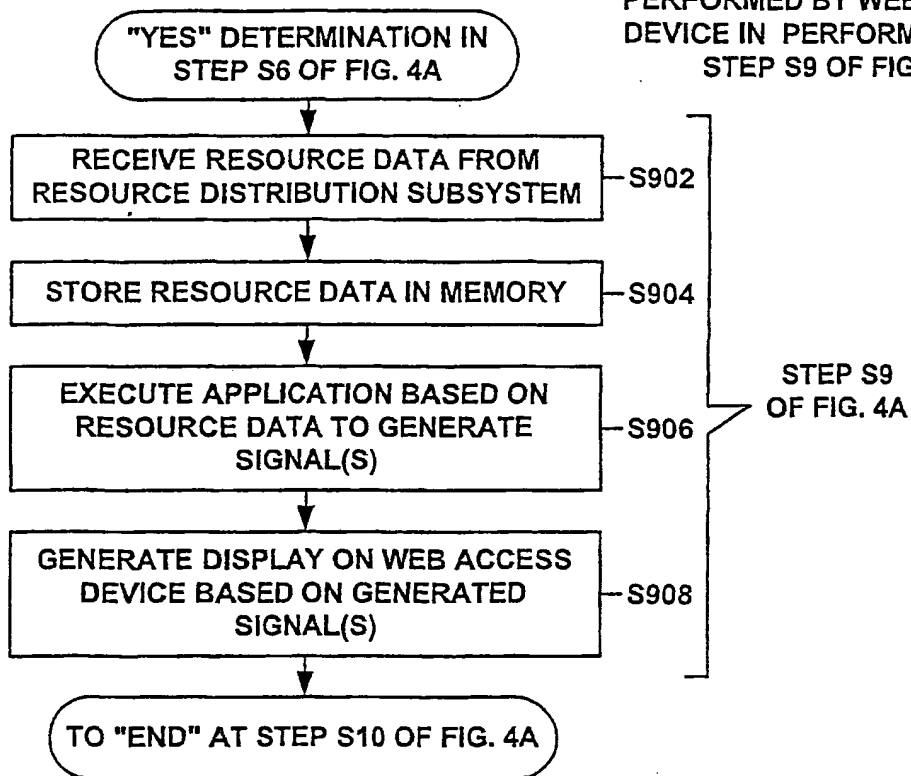 PERFORMED BY WEB
DEVICE IN PERFORM
STEP S9 OF FIG
"YES" DETERMINATION IN
STEP S6 OF FIG. 4A
RECEIVE RESOURCE DATA FROM
RESOURCE DISTRIBUTION SUBSYSTEM
S902
STORE RESOURCE DATA IN MEMORY
S904
EXECUTE APPLICATION BASED ON
RESOURCE DATA TO GENERATE
SIGNAL(S)
S906
STEP S9
OF FIG. 4A
GENERATE DISPLAY ON WEB ACCESS
DEVICE BASED ON GENERATED
SIGNAL(S)
S908
TO "END" AT STEP S10 OF FIG. 4A